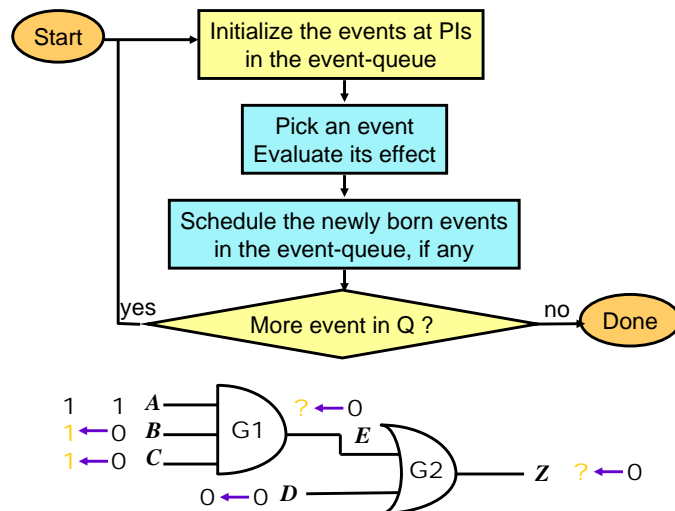 Start
Initialize the events at PIs
in the event-queue
Pick an event
Evaluate its effect
Schedule the newly born events
in the event-queue, if any
yes
More event in Q ?
no
Done
1 1 A
? 0
1 0 B
G1
E
1 0 C
G2
Z ? 0
0 0 D